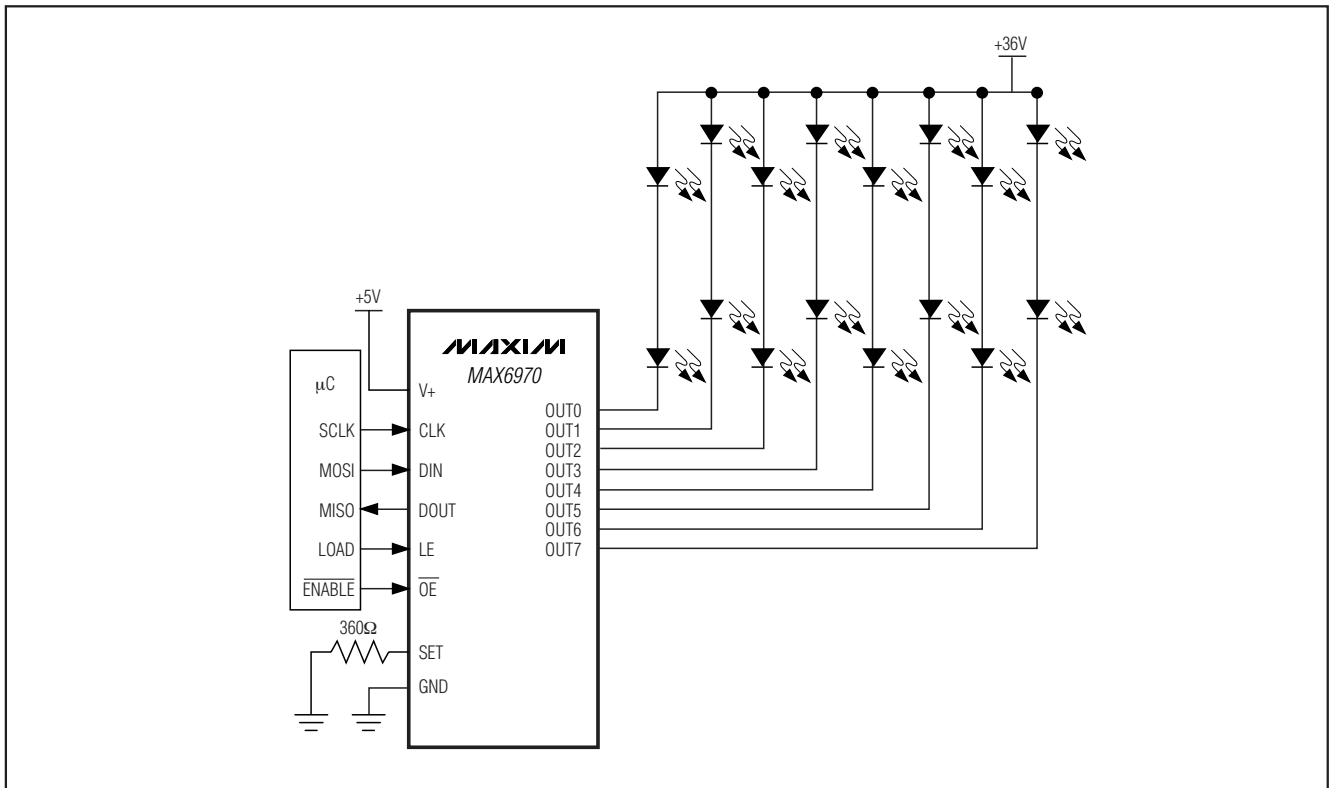 +36V
+5V
MAXIM
MAX6970
µC
V+
OUT0
SCLK
CLK
OUT1
OUT2
MOSI
DIN
OUT3
OUT4
MISO
DOUT
OUT5
OUT6
LOAD
LE
OUT7
ENABLE
OE
360Ω
SET
GND